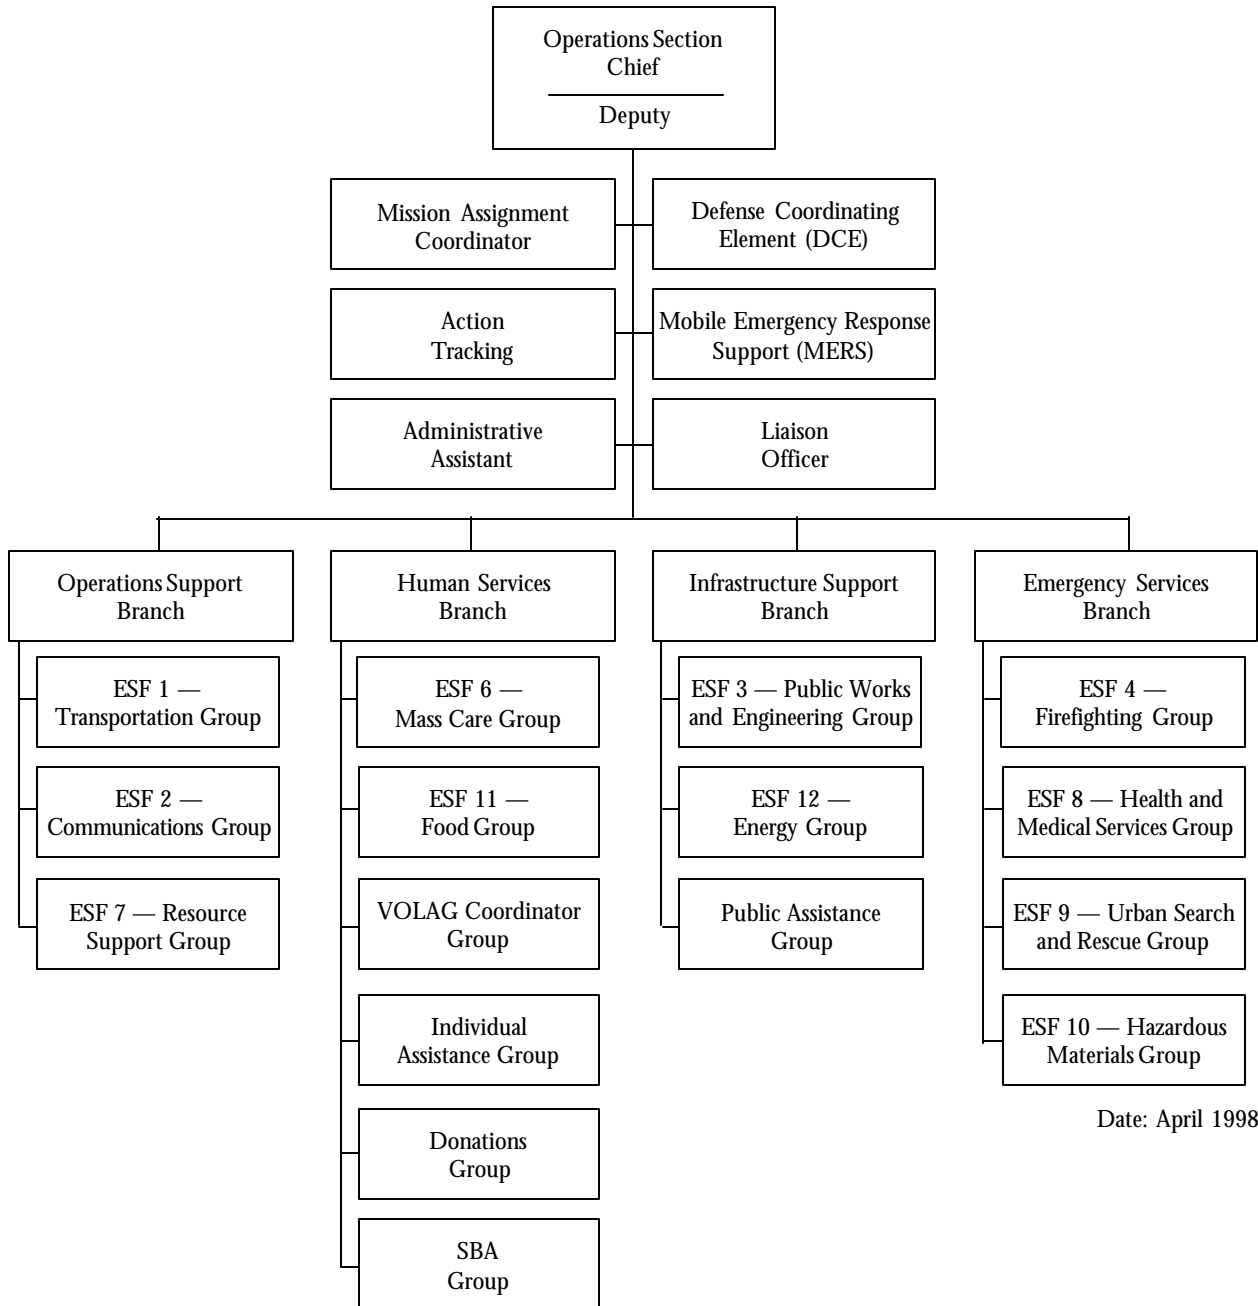 Operations Section
Chief
Deputy
Mission Assignment
Coordinator
Defense Coordinating
Element (DCE)
Action
Tracking
Mobile Emergency Response
Support (MERS)
Administrative
Assistant
Liaison
Officer
Operations Support
Branch
ESF 1 —
Transportation Group
ESF 2 —
Communications Group
ESF 7 — Resource
Support Group
Human Services
Branch
ESF 6 —
Mass Care Group
ESF 11 —
Food Group
VOLAG Coordinator
Group
Individual
Assistance Group
Donations
Group
SBA
Group
Infrastructure Support
Branch
ESF 3 — Public Works
and Engineering Group
ESF 12 —
Energy Group
Public Assistance
Group
Emergency Services
Branch
ESF 4 —
Firefighting Group
ESF 8 — Health and
Medical Services Group
ESF 9 — Urban Search
and Rescue Group
ESF 10 — Hazardous
Materials Group
Date: April 1998